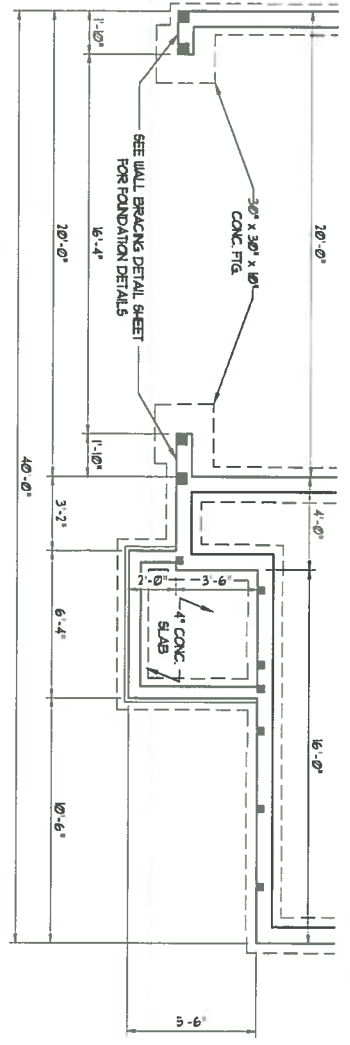 20'-0"
4'-0"
16'-0"
30" x 30" x 10"
CONC. FTG.
SEE WALL BRACING DETAIL SHEET
FOR FOUNDATION DETAILS
2'-0"
3'-6"
4" CONC.
SLAB
1'-10"
16'-4"
1'-10"
20'-0"
3'-2"
6'-4"
10'-6"
40'-0"
5'-6"